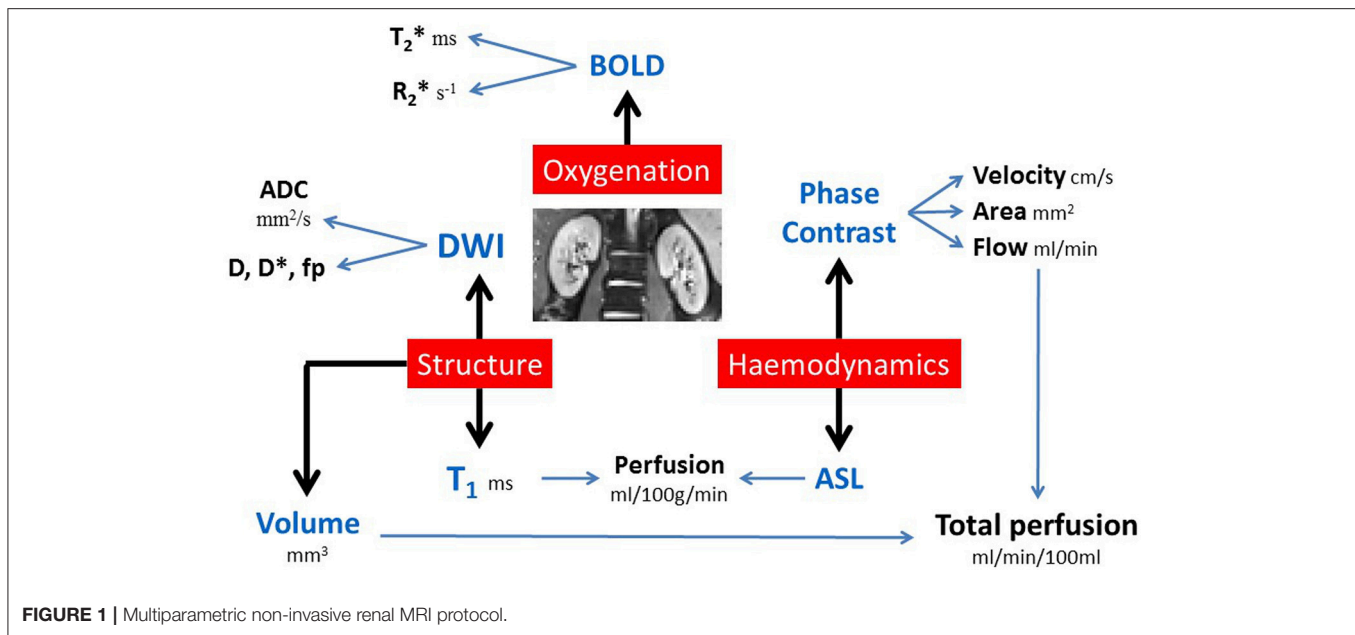 T₂* ms
BOLD
R₂* s⁻¹
Oxygenation
ADC
mm²/s
DWI
D, D*, fp
Phase
Contrast
Velocity cm/s
Area mm²
Flow ml/min
Structure
Haemodynamics
T₁ ms
Perfusion
ml/100g/min
ASL
Volume
mm³
Total perfusion
ml/min/100ml
FIGURE 1 | Multiparametric non-invasive renal MRI protocol.